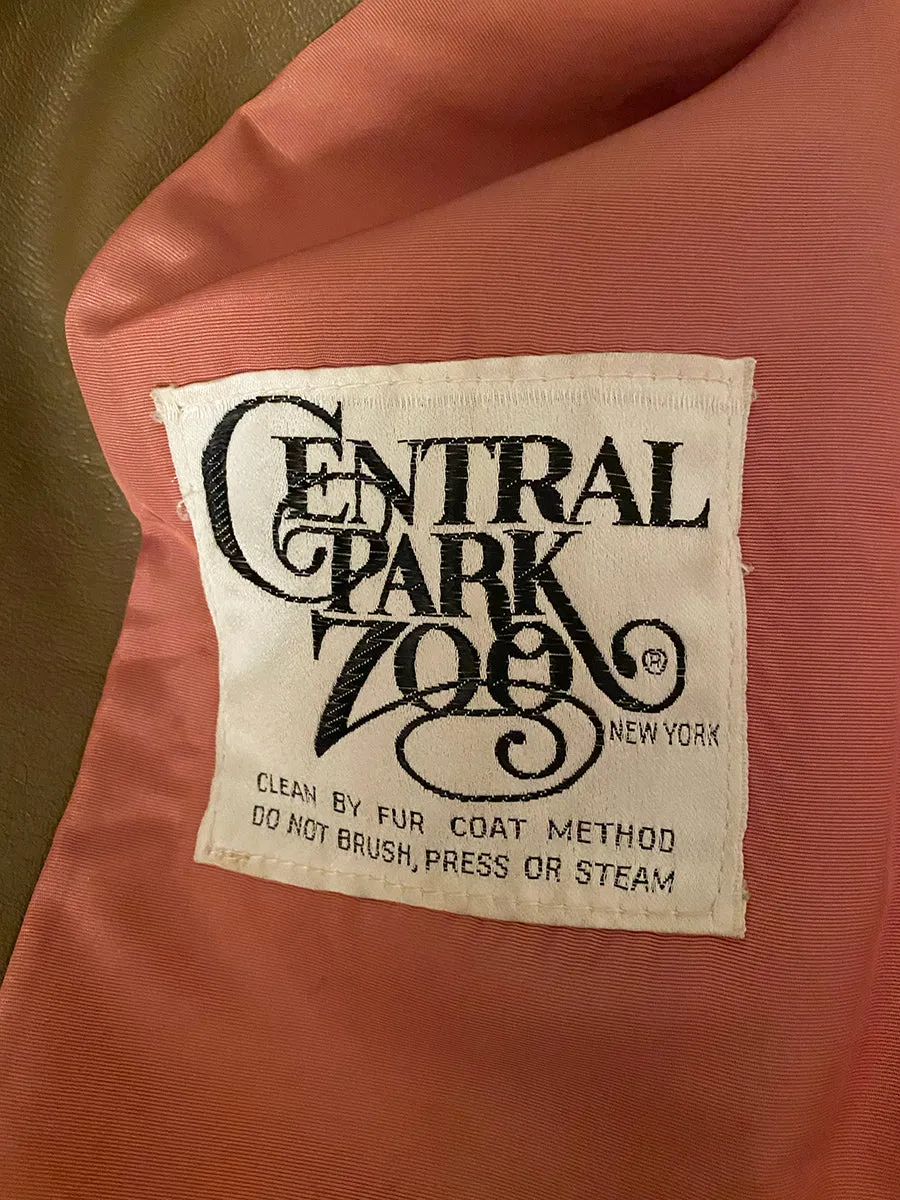 CENTRAL
PARK
ZOO ®
NEW YORK
CLEAN BY FUR COAT METHOD
DO NOT BRUSH, PRESS OR STEAM